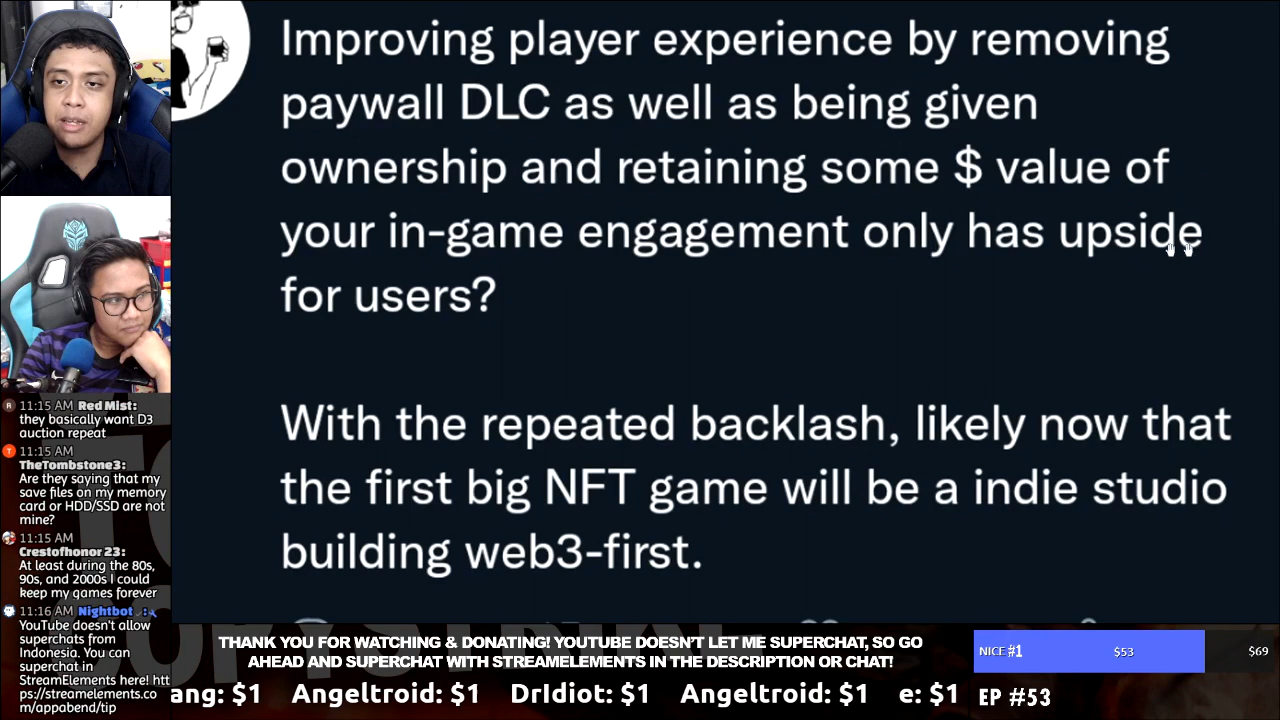 Improving player experience by removing
paywall DLC as well as being given
ownership and retaining some $ value of
your in-game engagement only has upside
for users?
With the repeated backlash, likely now that
the first big NFT game will be a indie studio
building web3-first.
11:15 AM Red Mist:
they basically want D3
auction repeat
11:15 AM
TheTombstone3:
Are they saying that my
save files on my memory
card or HDD/SSD are not
mine?
11:15 AM
Crestofhonor 23:
At least during the 80s,
90s, and 2000s I could
keep my games forever
11:16 AM Nightbot :
YouTube doesn't allow
superchats from
Indonesia. You can
superchat in
StreamElements here! htt
ps://streamelements.co
m/appabend/tip
THANK YOU FOR WATCHING & DONATING! YOUTUBE DOESN'T LET ME SUPERCHAT, SO GO
AHEAD AND SUPERCHAT WITH STREAMELEMENTS IN THE DESCRIPTION OR CHAT!
NICE #1 $53 $69
ang: $1 Angeltroid: $1 DrIdiot: $1 Angeltroid: $1 e: $1
EP #53